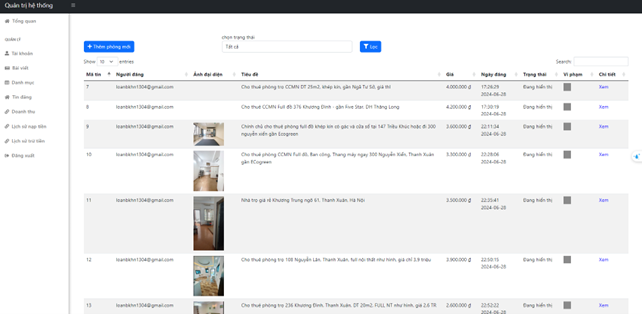 Quản trị hệ thống
Tổng quan
QUẢN LÝ
Tài khoản
Bài viết
Danh mục
Tin đăng
Doanh thu
Lịch sử nạp tiền
Lịch sử trừ tiền
Đăng xuất
+ Thêm phòng mới
chọn trạng thái
Tất cả
Lọc
Show 10 entries
Search:
Mã tin Người đăng Ảnh đại diện Tiêu đề Giá Ngày đăng Trạng thái Vi phạm Chi tiết
7 toanbkhn1304@gmail.com Cho thuê phòng trọ CCMN DT 25m2, khép kín, gần Ngã Tư Sở, giá thỉ 4.000.000 ₫ 17:28:29 Đang hiển thị Xem
2024-06-28
8 toanbkhn1304@gmail.com Cho thuê CCMN Full đồ 376 Khương Đình - gần Five Star, ĐH Thăng Long 4.200.000 ₫ 17:30:19 Đang hiển thị Xem
2024-06-28
9 toanbkhn1304@gmail.com Chính chủ cho thuê phòng full đồ khép kín có gác và cửa sổ tại 147 Triều Khúc hoặc đi 300 3.600.000 ₫ 22:11:34 Đang hiển thị Xem
nguyễn xiển gần Ecogreen 2024-06-28
10 toanbkhn1304@gmail.com Cho thuê phòng CCMN Full đồ, Ban công, Thang máy ngay 300 Nguyễn Xiển, Thanh Xuân 5.300.000 ₫ 22:28:06 Đang hiển thị Xem
gần ECogreen 2024-06-28
11 toanbkhn1304@gmail.com Nhà trọ giá rẻ Khương Trung ngõ 61, Thanh Xuân, Hà Nội 3.500.000 ₫ 22:35:41 Đang hiển thị Xem
2024-06-28
12 toanbkhn1304@gmail.com Cho thuê phòng trọ 108 Nguyễn Lân, Thanh Xuân, full nội thất như hình, giá chỉ 3.9 triệu 3.900.000 ₫ 22:50:15 Đang hiển thị Xem
2024-06-28
13 toanbkhn1304@gmail.com Cho thuê phòng trọ 236 Khương Đình, Thanh Xuân, DT 20m2, FULL NT như hình, giá 2,6 TR 2.600.000 ₫ 22:52:22 Đang hiển thị Xem
2024-06-28